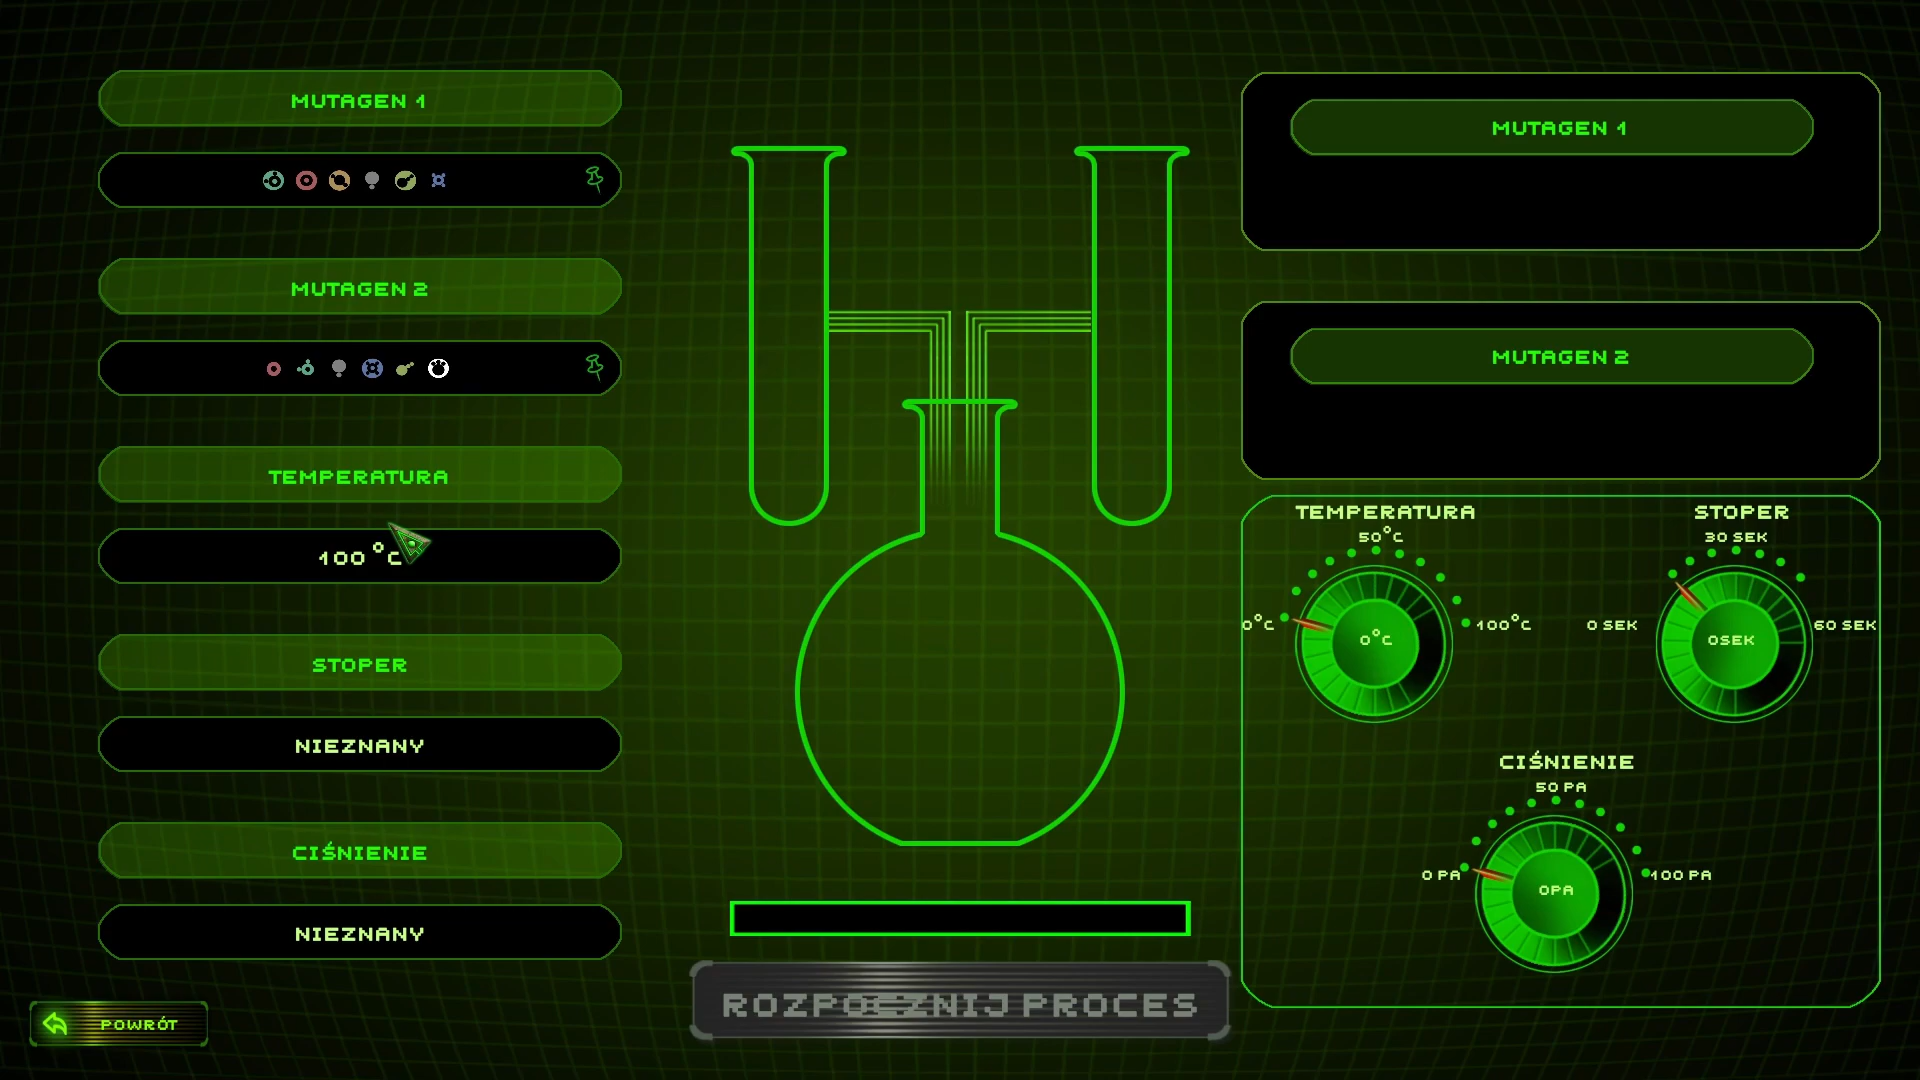 MUTAGEN 1
MUTAGEN 2
TEMPERATURA
100°C
STOPER
NIEZNANY
CIŚNIENIE
NIEZNANY
POWRÓT
ROZPOCZNIJ PROCES
MUTAGEN 1
MUTAGEN 2
TEMPERATURA
50°C
0°C
0°C
100°C
STOPER
30 SEK
0 SEK
0SEK
60 SEK
CIŚNIENIE
50 PA
0 PA
0PA
100 PA